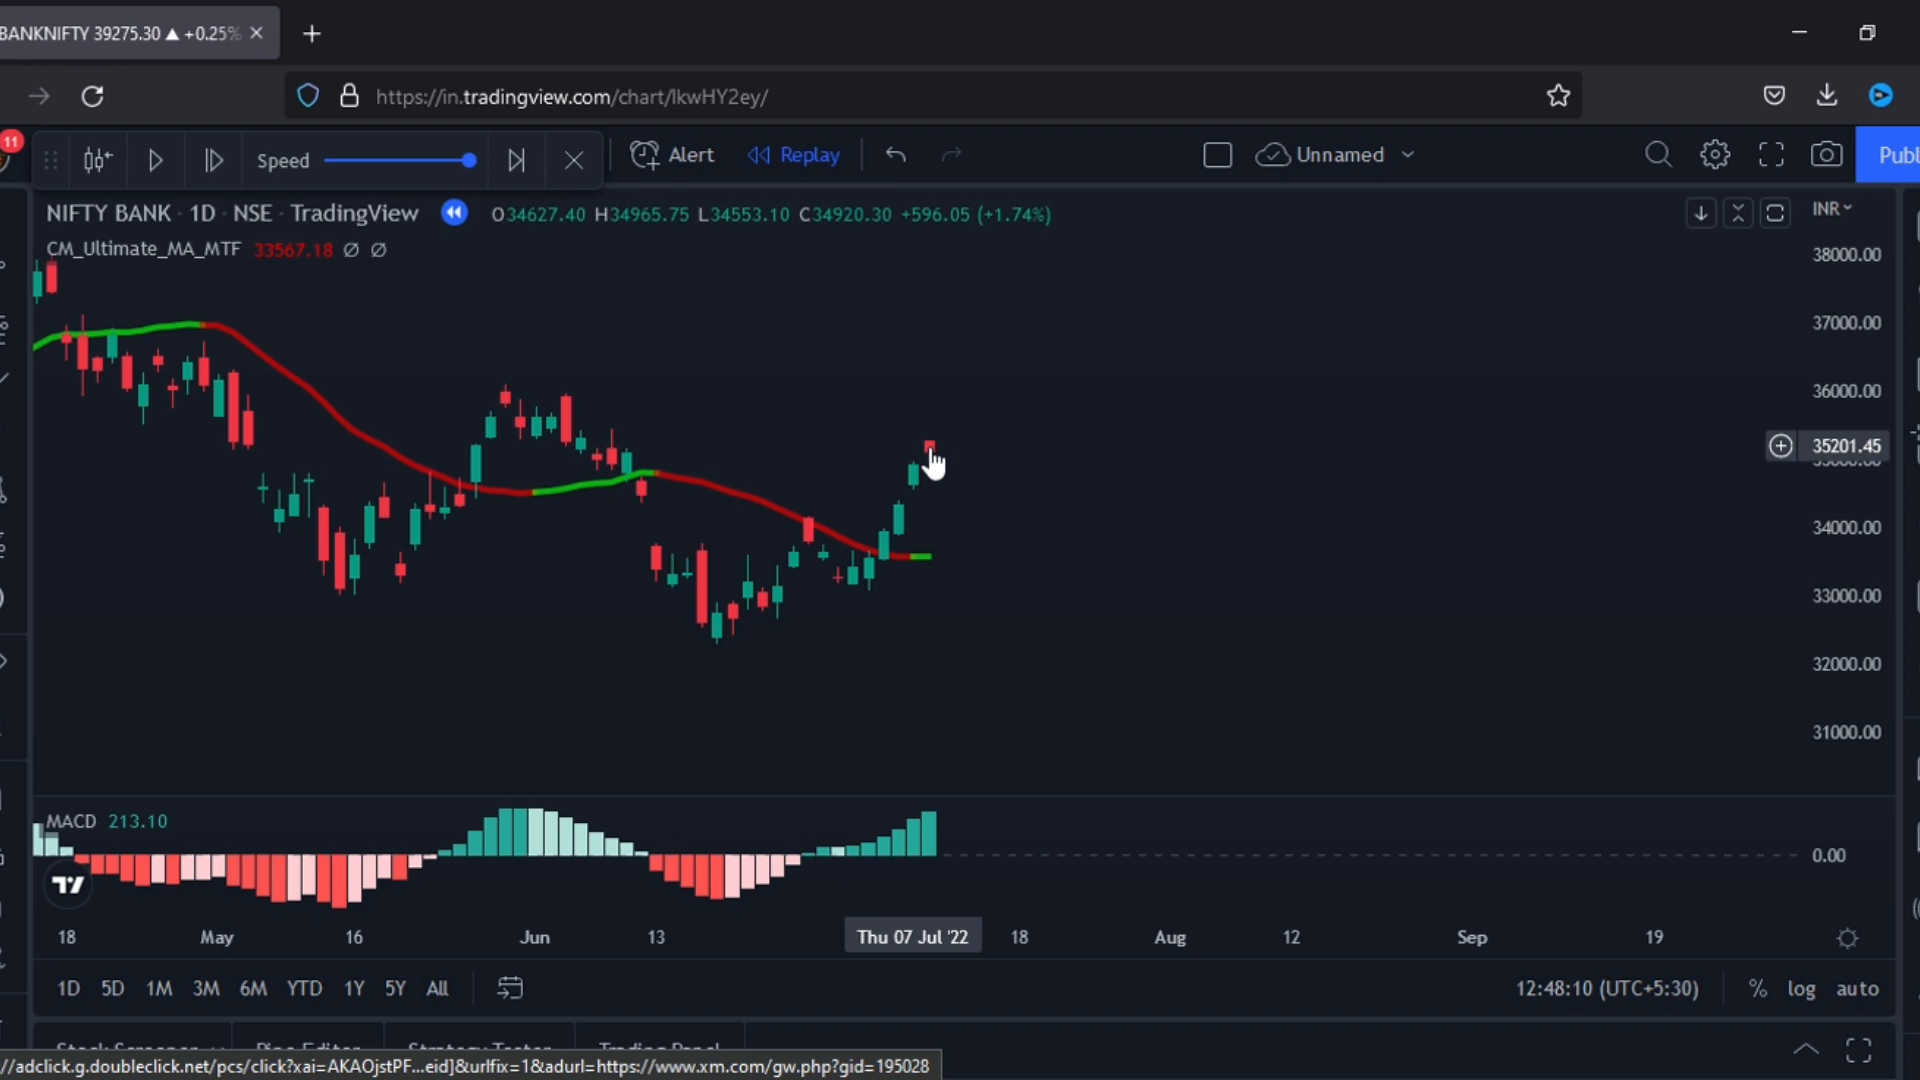 BANKNIFTY 39275.30 ▲ +0.25% ×
https://in.tradingview.com/chart/lkwHY2ey/
11
Speed
Alert
Replay
Unnamed
Publ
NIFTY BANK · 1D · NSE · TradingView
O34627.40 H34965.75 L34553.10 C34920.30 +596.05 (+1.74%)
INR
CM_Ultimate_MA_MTF 33567.18 ∅ ∅
38000.00
37000.00
36000.00
35201.45
34000.00
33000.00
32000.00
31000.00
MACD 213.10
0.00
18 May 16 Jun 13 Thu 07 Jul '22 18 Aug 12 Sep 19
1D 5D 1M 3M 6M YTD 1Y 5Y All
12:48:10 (UTC+5:30) % log auto
//adclick.g.doubleclick.net/pcs/click?xai=AKAOjstPF...eid]&urlfix=1&adurl=https://www.xm.com/gw.php?gid=195028